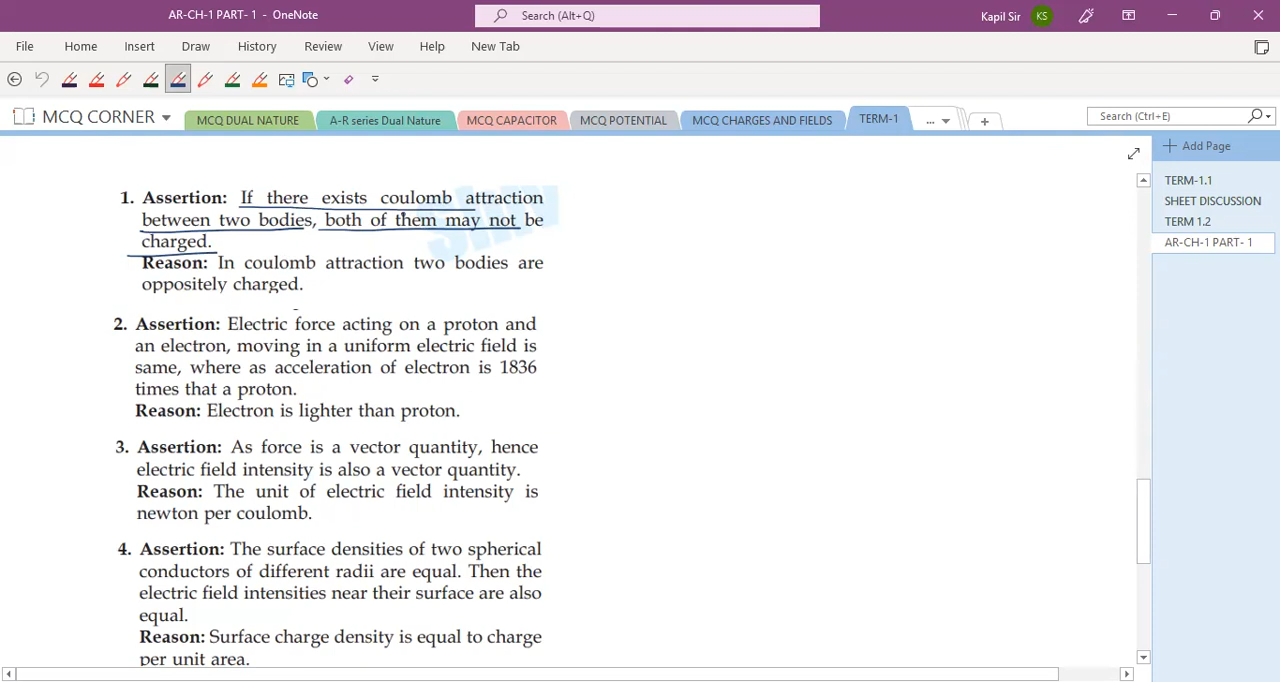 AR-CH-1 PART- 1 - OneNote
Search (Alt+Q)
Kapil Sir
KS
File Home Insert Draw History Review View Help New Tab
MCQ CORNER
MCQ DUAL NATURE
A-R series Dual Nature
MCQ CAPACITOR
MCQ POTENTIAL
MCQ CHARGES AND FIELDS
TERM-1
...
Search (Ctrl+E)
Add Page
TERM-1.1
SHEET DISCUSSION
TERM 1.2
AR-CH-1 PART- 1
1. Assertion: If there exists coulomb attraction
between two bodies, both of them may not be
charged.
Reason: In coulomb attraction two bodies are
oppositely charged.
2. Assertion: Electric force acting on a proton and
an electron, moving in a uniform electric field is
same, where as acceleration of electron is 1836
times that a proton.
Reason: Electron is lighter than proton.
3. Assertion: As force is a vector quantity, hence
electric field intensity is also a vector quantity.
Reason: The unit of electric field intensity is
newton per coulomb.
4. Assertion: The surface densities of two spherical
conductors of different radii are equal. Then the
electric field intensities near their surface are also
equal.
Reason: Surface charge density is equal to charge
per unit area.